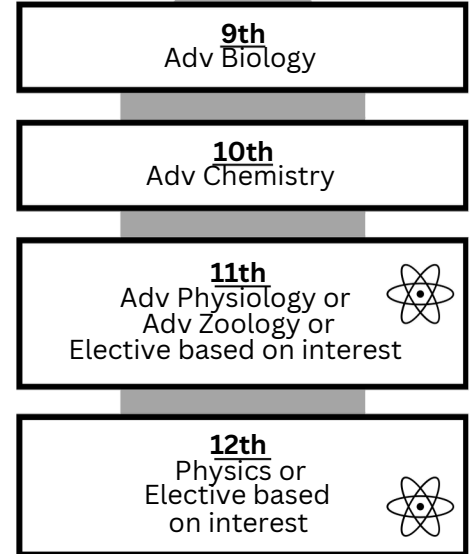 9th
Adv Biology
10th
Adv Chemistry
11th
Adv Physiology or
Adv Zoology or
Elective based on interest
12th
Physics or
Elective based
on interest